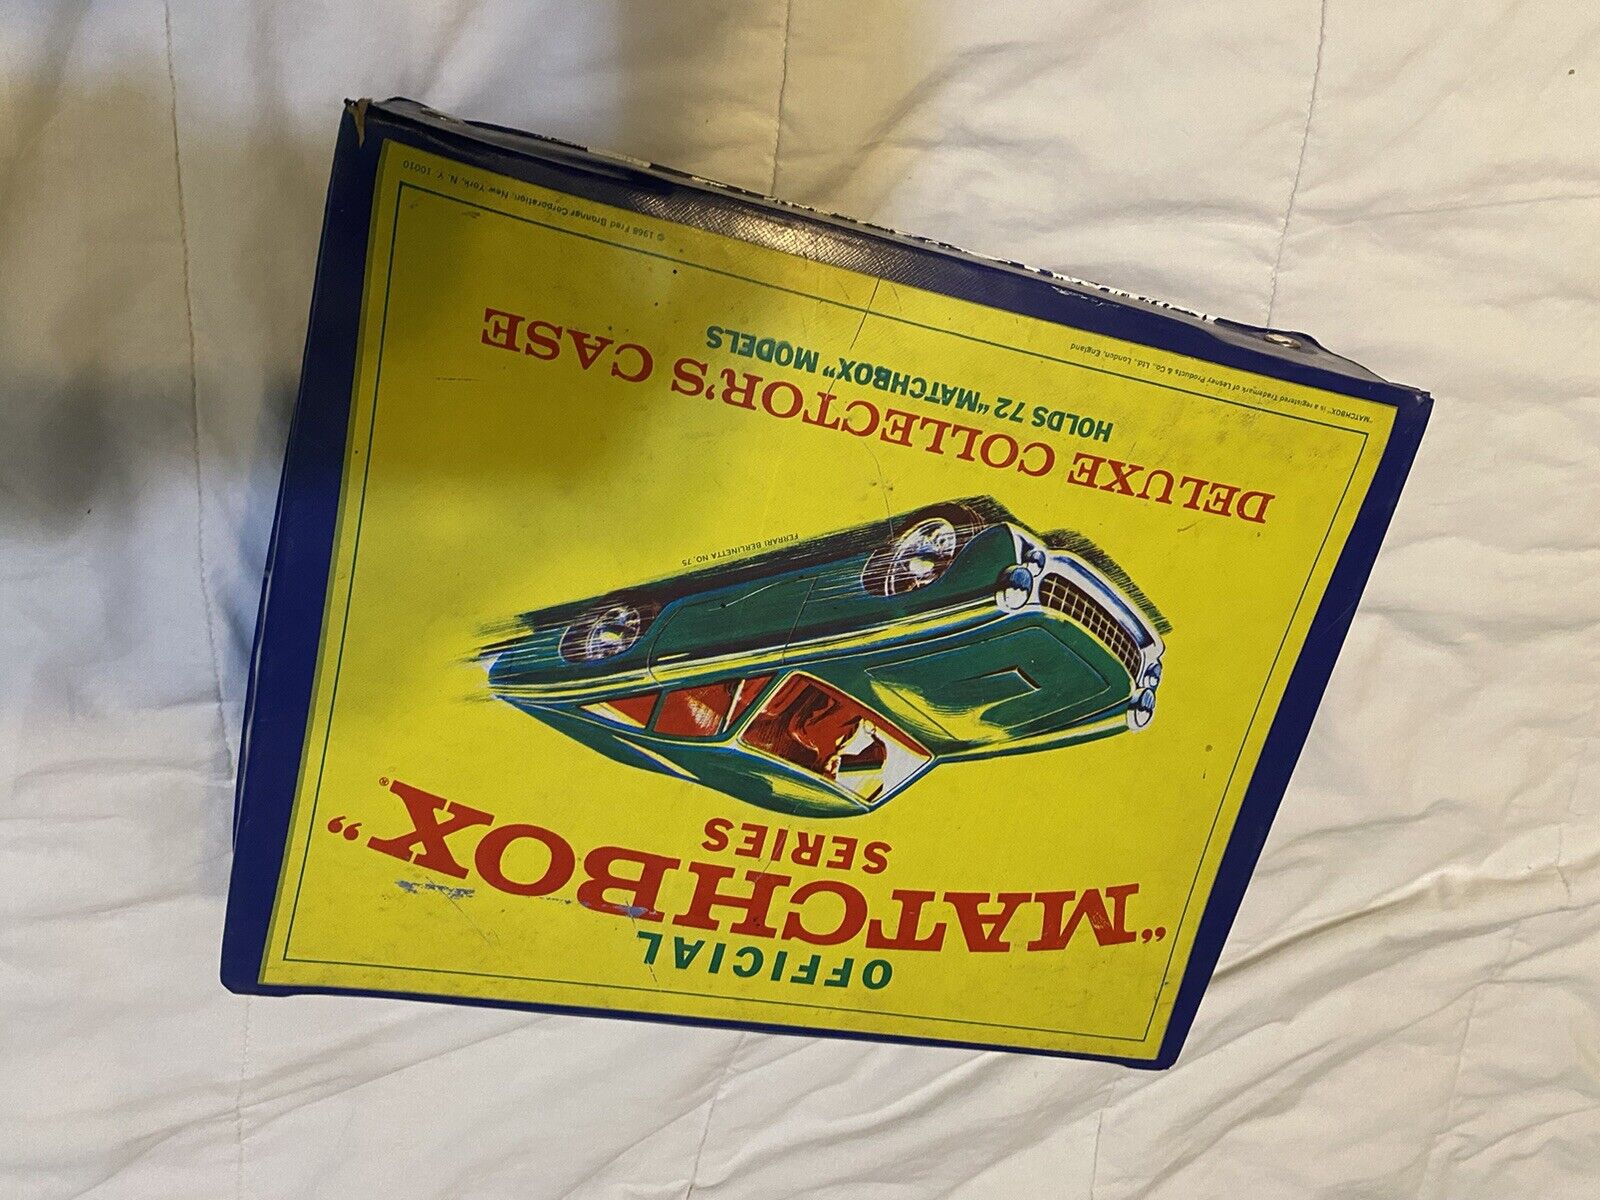 OFFICIAL
"MATCHBOX"®
SERIES
FERRARI BERLINETTA NO. 75
DELUXE COLLECTOR'S CASE
HOLDS 72 "MATCHBOX" MODELS
"MATCHBOX" is a registered Trademark of Lesney Products & Co., Ltd., London, England
© 1968 Fred Bronner Corporation, New York, N. Y. 10010